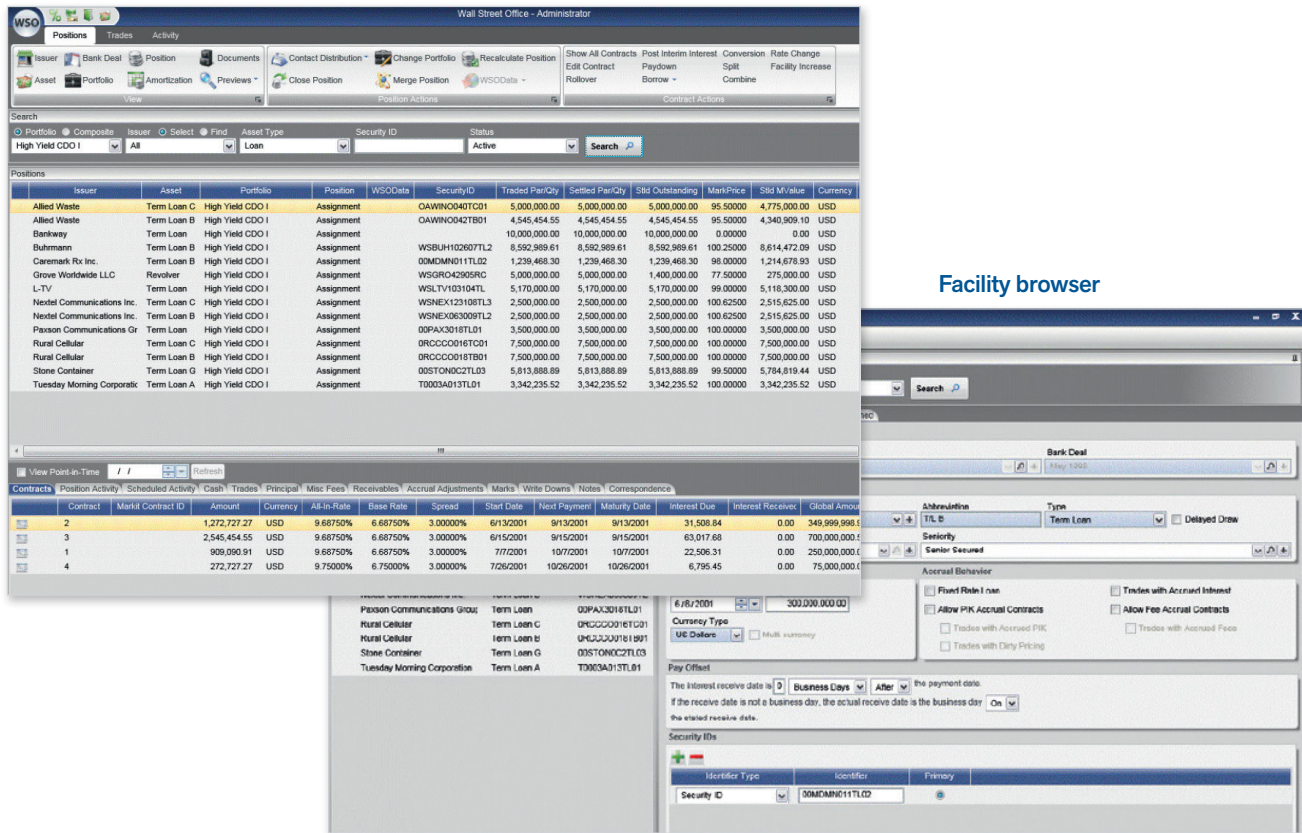 WSO
Wall Street Office - Administrator
Positions Trades Activity
Issuer Bank Deal Position Documents Contact Distribution Change Portfolio Recalculate Position Show All Contracts Post Interim Interest Conversion Rate Change
Edit Contract Paydown Split Facility Increase
Asset Portfolio Amortization Previews Close Position Merge Position WSOData Rollover Borrow Combine
View Position Actions Contract Actions
Search
Portfolio Composite Issuer Select Find Asset Type Security ID Status
High Yield CDO I All Loan Active Search
Positions
Issuer Asset Portfolio Position WSOData SecurityID Traded Par/Qty Settled Par/Qty Stld Outstanding MarkPrice Stld MValue Currency
Allied Waste Term Loan C High Yield CDO I Assignment OAWINO040TC01 5,000,000.00 5,000,000.00 5,000,000.00 95.50000 4,775,000.00 USD
Allied Waste Term Loan B High Yield CDO I Assignment OAWINO042TB01 4,545,454.55 4,545,454.55 4,545,454.55 95.50000 4,340,909.10 USD
Bankway Term Loan High Yield CDO I Assignment 10,000,000.00 10,000,000.00 10,000,000.00 0.00000 0.00 USD
Buhrmann Term Loan B High Yield CDO I Assignment WSBUH102607TL2 8,592,989.61 8,592,989.61 8,592,989.61 100.25000 8,614,472.09 USD
Caremark Rx Inc. Term Loan B High Yield CDO I Assignment 00MDMN011TL02 1,239,468.30 1,239,468.30 1,239,468.30 98.00000 1,214,678.93 USD
Grove Worldwide LLC Revolver High Yield CDO I Assignment WSGRO42905RC 5,000,000.00 5,000,000.00 1,400,000.00 77.50000 275,000.00 USD
L-TV Term Loan High Yield CDO I Assignment WSLTV103104TL 5,170,000.00 5,170,000.00 5,170,000.00 99.00000 5,118,300.00 USD
Nextel Communications Inc. Term Loan C High Yield CDO I Assignment WSNEX123108TL3 2,500,000.00 2,500,000.00 2,500,000.00 100.62500 2,515,625.00 USD
Nextel Communications Inc. Term Loan B High Yield CDO I Assignment WSNEX063009TL2 2,500,000.00 2,500,000.00 2,500,000.00 100.62500 2,515,625.00 USD
Paxson Communications Gr Term Loan High Yield CDO I Assignment 00PAX3018TL01 3,500,000.00 3,500,000.00 3,500,000.00 100.00000 3,500,000.00 USD
Rural Cellular Term Loan C High Yield CDO I Assignment 0RCCCO016TC01 7,500,000.00 7,500,000.00 7,500,000.00 100.00000 7,500,000.00 USD
Rural Cellular Term Loan B High Yield CDO I Assignment 0RCCCO018TB01 7,500,000.00 7,500,000.00 7,500,000.00 100.00000 7,500,000.00 USD
Stone Container Term Loan G High Yield CDO I Assignment 00STON0C2TL03 5,813,888.89 5,813,888.89 5,813,888.89 99.50000 5,784,819.44 USD
Tuesday Morning Corporatic Term Loan A High Yield CDO I Assignment T0003A013TL01 3,342,235.52 3,342,235.52 3,342,235.52 100.00000 3,342,235.52 USD
View Point-in-Time / / Refresh
Contracts Position Activity Scheduled Activity Cash Trades Principal Misc Fees Receivables Accrual Adjustments Marks Write Downs Notes Correspondence
Contract Markit Contract ID Amount Currency All-In-Rate Base Rate Spread Start Date Next Payment Maturity Date Interest Due Interest Received Global Amour
2 1,272,727.27 USD 9.68750% 6.68750% 3.00000% 6/13/2001 9/13/2001 9/13/2001 31,508.84 0.00 349,999,998.9
3 2,545,454.55 USD 9.68750% 6.68750% 3.00000% 6/15/2001 9/15/2001 9/15/2001 63,017.68 0.00 700,000,000.5
1 909,090.91 USD 9.68750% 6.68750% 3.00000% 7/7/2001 10/7/2001 10/7/2001 22,506.31 0.00 250,000,000.0
4 272,727.27 USD 9.75000% 6.75000% 3.00000% 7/26/2001 10/26/2001 10/26/2001 6,795.45 0.00 75,000,000.0
Facility browser
Search
Bank Deal
May 1998
Abbreviation Type
T/L B Term Loan Delayed Draw
Seniority
Senior Secured
Accrual Behavior
Fixed Rate Loan Trades with Accrued Interest
6/8/2001 300,000,000.00 Allow PIK Accrual Contracts Allow Fee Accrual Contracts
Currency Type Trades with Accrued PIK Trades with Accrued Fees
US Dollars Multi currency Trades with Dirty Pricing
Paxson Communications Group Term Loan 00PAX3018TL01
Rural Cellular Term Loan C 0RCCCO016TC01
Rural Cellular Term Loan B 0RCCCO018TB01
Stone Container Term Loan G 00STON0C2TL03
Tuesday Morning Corporation Term Loan A T0003A013TL01
Pay Offset
The interest receive date is 0 Business Days After the payment date.
If the receive date is not a business day, the actual receive date is the business day On
the stated receive date.
Security IDs
Identifier Type Identifier Primary
Security ID 00MDMN011TL02